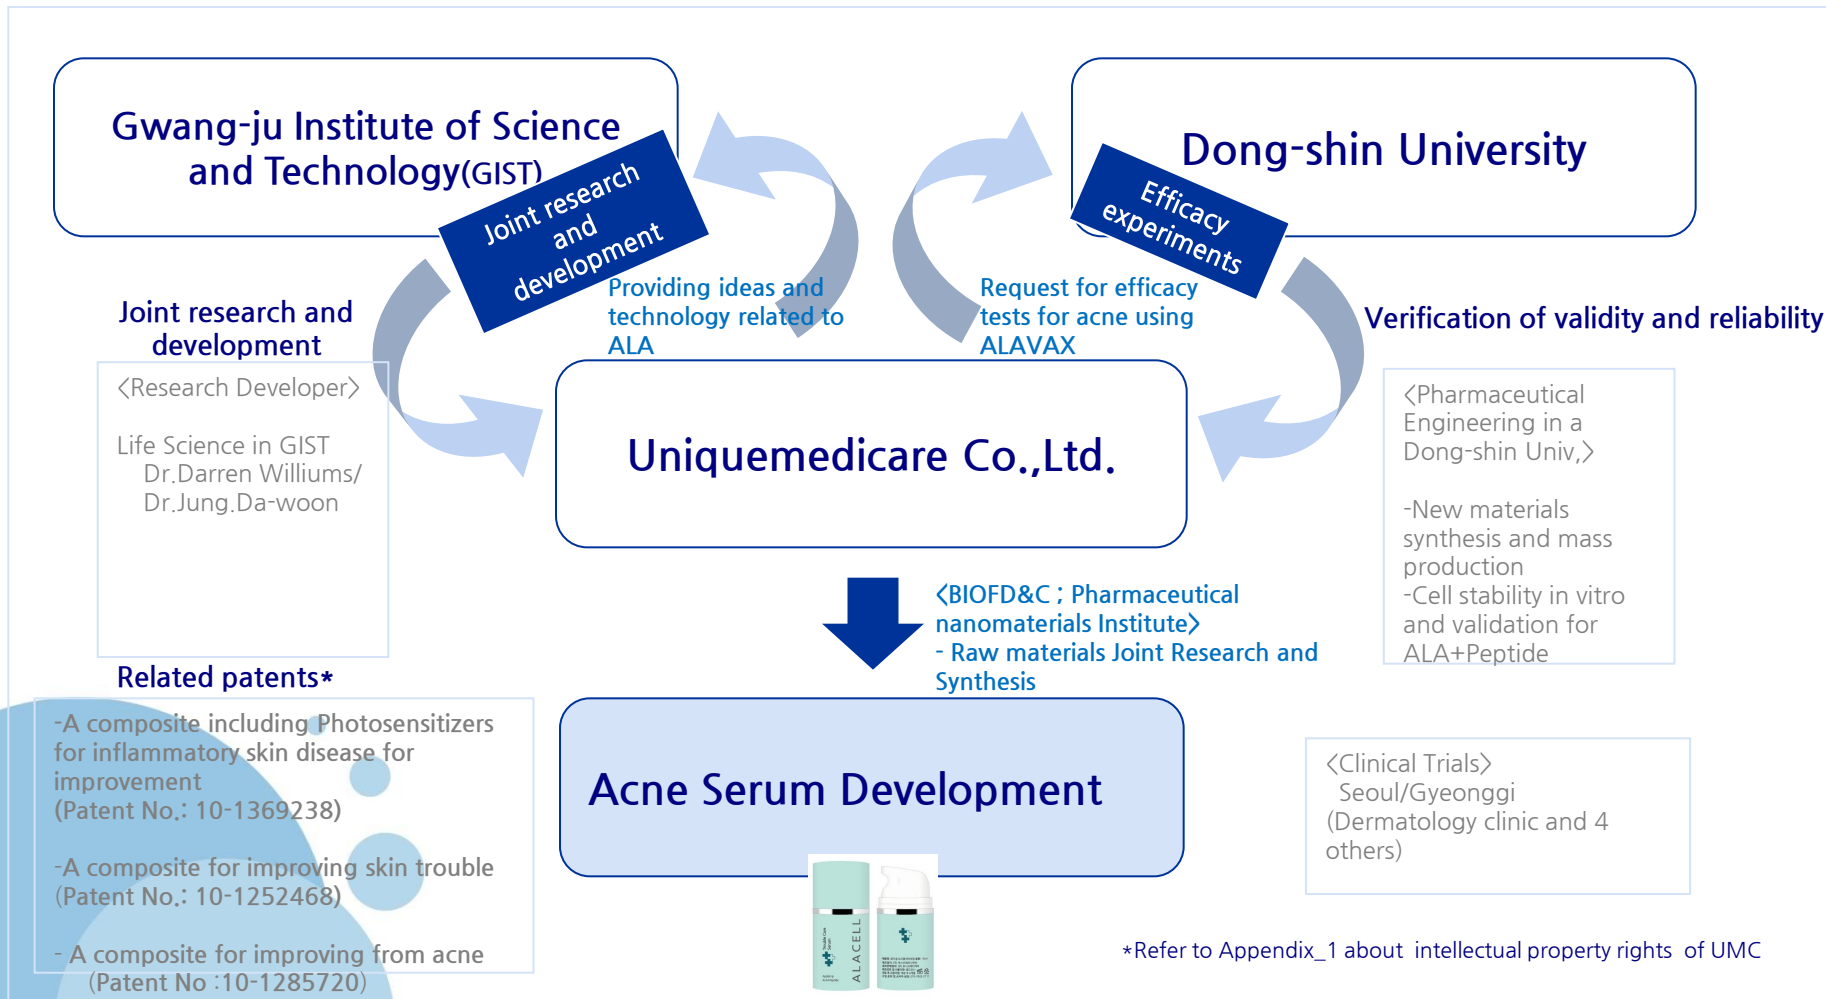 Gwang-ju Institute of Science
and Technology(GIST)
Dong-shin University
Joint research
and
development
Efficacy
experiments
Providing ideas and
technology related to
ALA
Request for efficacy
tests for acne using
ALAVAX
Joint research and
development
Verification of validity and reliability
<Research Developer>
Life Science in GIST
Dr.Darren Williums/
Dr.Jung.Da-woon
Uniquemedicare Co.,Ltd.
<Pharmaceutical
Engineering in a
Dong-shin Univ,>
-New materials
synthesis and mass
production
-Cell stability in vitro
and validation for
ALA+Peptide
<BIOFD&C ; Pharmaceutical
nanomaterials Institute>
- Raw materials Joint Research and
Synthesis
Related patents*
-A composite including Photosensitizers
for inflammatory skin disease for
improvement
(Patent No.: 10-1369238)
-A composite for improving skin trouble
(Patent No.: 10-1252468)
- A composite for improving from acne
(Patent No :10-1285720)
Acne Serum Development
<Clinical Trials>
Seoul/Gyeonggi
(Dermatology clinic and 4
others)
ALACELL
Trouble Care
Serum
*Refer to Appendix_1 about  intellectual property rights  of UMC